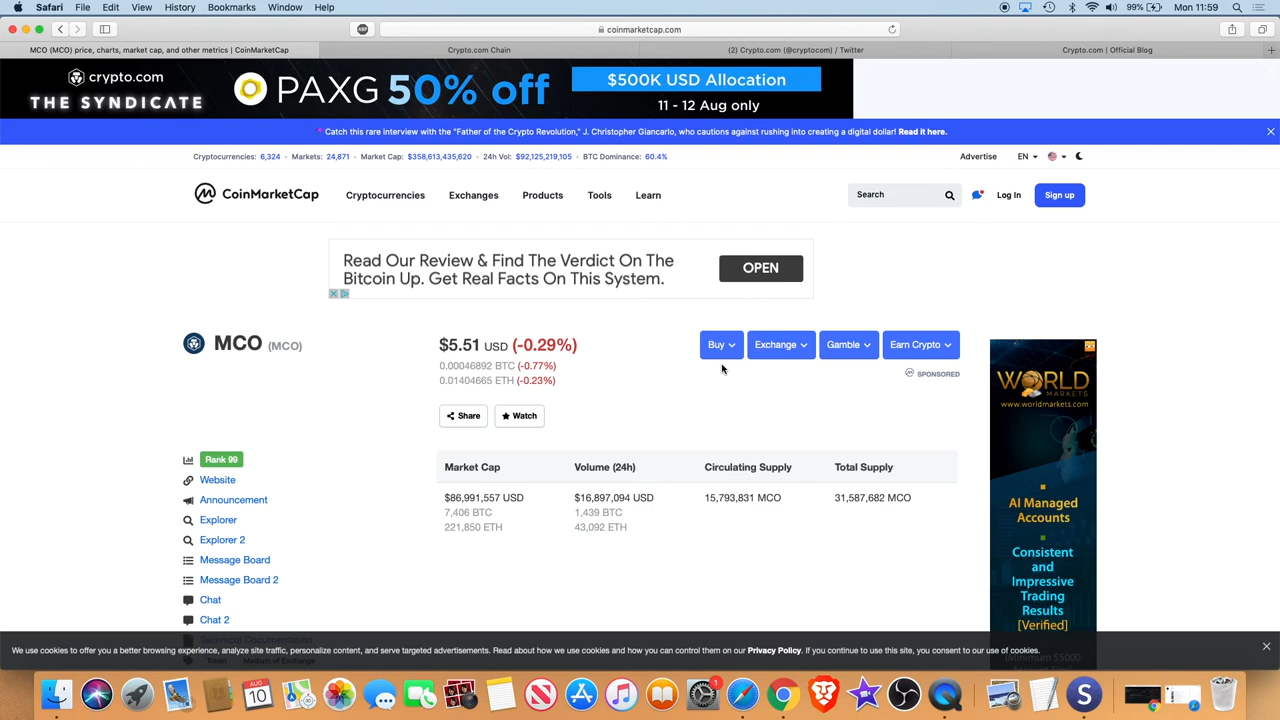 Safari File Edit View History Bookmarks Window Help 99% Mon 11:59
ABP coinmarketcap.com
MCO (MCO) price, charts, market cap, and other metrics | CoinMarketCap Crypto.com Chain (2) Crypto.com (@cryptocom) / Twitter Crypto.com | Official Blog
crypto.com
THE SYNDICATE
PAXG 50% off
$500K USD Allocation
11 - 12 Aug only
Catch this rare interview with the "Father of the Crypto Revolution," J. Christopher Giancarlo, who cautions against rushing into creating a digital dollar! Read it here.
Cryptocurrencies: 6,324 • Markets: 24,871 • Market Cap: $358,613,435,620 • 24h Vol: $92,125,219,105 • BTC Dominance: 60.4% Advertise EN
CoinMarketCap Cryptocurrencies Exchanges Products Tools Learn Search Log In Sign up
Read Our Review & Find The Verdict On The
Bitcoin Up. Get Real Facts On This System.
OPEN
MCO (MCO)
$5.51 USD (-0.29%)
0.00046892 BTC (-0.77%)
0.01404665 ETH (-0.23%)
Buy Exchange Gamble Earn Crypto
SPONSORED
Share Watch
Market Cap Volume (24h) Circulating Supply Total Supply
$86,991,557 USD $16,897,094 USD 15,793,831 MCO 31,587,682 MCO
7,406 BTC 1,439 BTC
221,850 ETH 43,092 ETH
Rank 99
Website
Announcement
Explorer
Explorer 2
Message Board
Message Board 2
Chat
Chat 2
Technical Documentation
Token Medium of Exchange
WORLD
MARKETS
www.worldmarkets.com
AI Managed
Accounts
Consistent
and
Impressive
Trading
Results
[Verified]
(Minimum $5000
We use cookies to offer you a better browsing experience, analyze site traffic, personalize content, and serve targeted advertisements. Read about how we use cookies and how you can control them on our Privacy Policy. If you continue to use this site, you consent to our use of cookies.
AUG
10
1
S